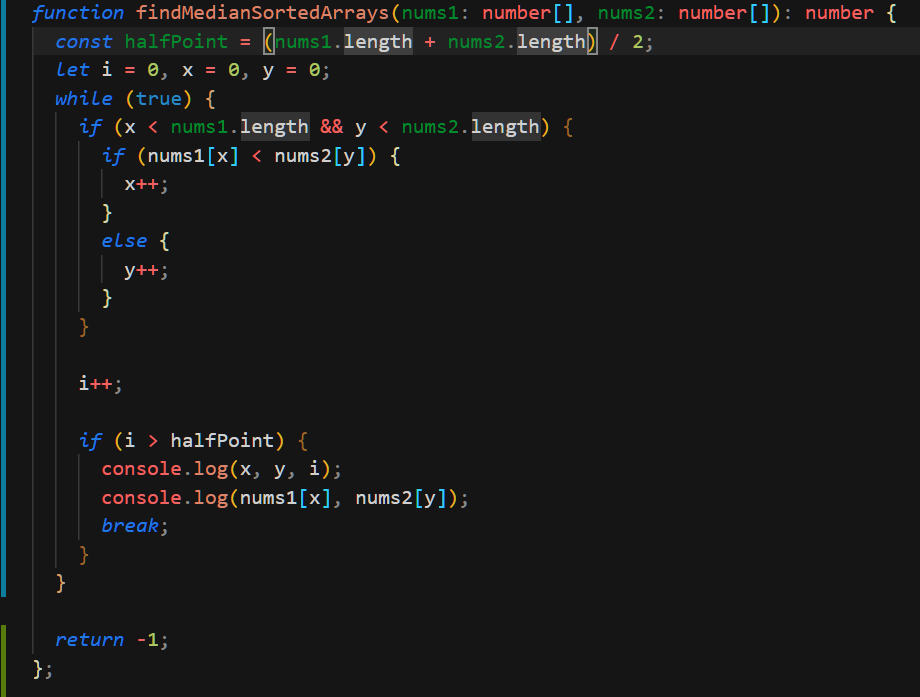 function findMedianSortedArrays(nums1: number[], nums2: number[]): number {
  const halfPoint = (nums1.length + nums2.length) / 2;
  let i = 0, x = 0, y = 0;
  while (true) {
    if (x < nums1.length && y < nums2.length) {
      if (nums1[x] < nums2[y]) {
        x++;
      }
      else {
        y++;
      }
    }

    i++;

    if (i > halfPoint) {
      console.log(x, y, i);
      console.log(nums1[x], nums2[y]);
      break;
    }
  }

  return -1;
};